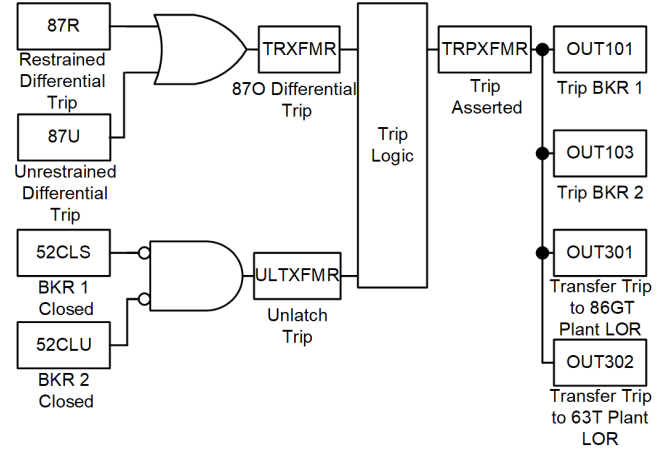 87R
Restrained
Differential
Trip
87U
Unrestrained
Differential
Trip
TRXFMR
87O Differential
Trip
52CLS
BKR 1
Closed
52CLU
BKR 2
Closed
ULTXFMR
Unlatch
Trip
Trip
Logic
TRPXFMR
Trip
Asserted
OUT101
Trip BKR 1
OUT103
Trip BKR 2
OUT301
Transfer Trip
to 86GT
Plant LOR
OUT302
Transfer Trip
to 63T Plant
LOR